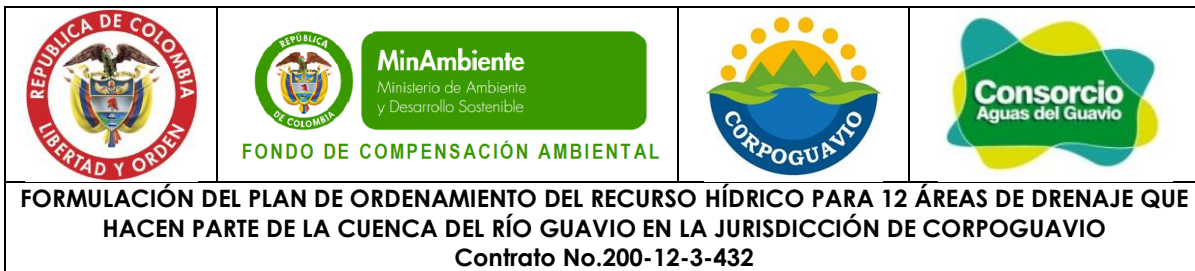 REPUBLICA DE COLOMBIA
LIBERTAD Y ORDEN
REPÚBLICA
DE COLOMBIA
MinAmbiente
Ministerio de Ambiente
y Desarrollo Sostenible
FONDO DE COMPENSACIÓN AMBIENTAL
CORPOGUAVIO
Consorcio
Aguas del Guavio
FORMULACIÓN DEL PLAN DE ORDENAMIENTO DEL RECURSO HÍDRICO PARA 12 ÁREAS DE DRENAJE QUE
HACEN PARTE DE LA CUENCA DEL RÍO GUAVIO EN LA JURISDICCIÓN DE CORPOGUAVIO
Contrato No.200-12-3-432